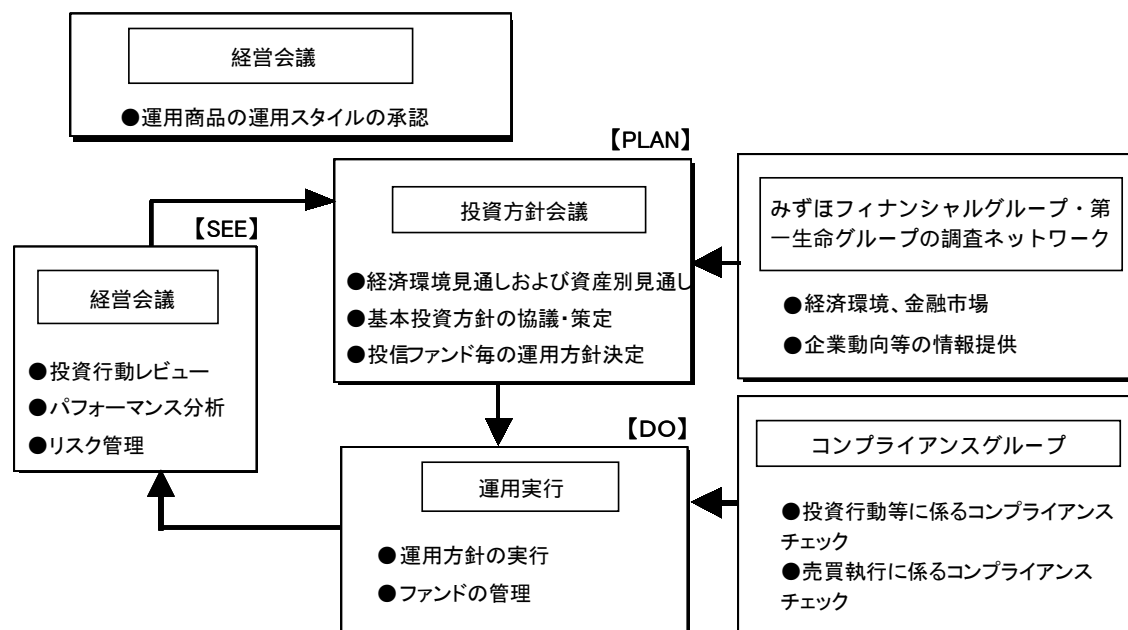 経営会議
●運用商品の運用スタイルの承認
【PLAN】
投資方針会議
●経済環境見通しおよび資産別見通し
●基本投資方針の協議・策定
●投信ファンド毎の運用方針決定
みずほフィナンシャルグループ・第
一生命グループの調査ネットワーク
●経済環境、金融市場
●企業動向等の情報提供
【SEE】
経営会議
●投資行動レビュー
●パフォーマンス分析
●リスク管理
【DO】
運用実行
●運用方針の実行
●ファンドの管理
コンプライアンスグループ
●投資行動等に係るコンプライアンス
チェック
●売買執行に係るコンプライアンス
チェック